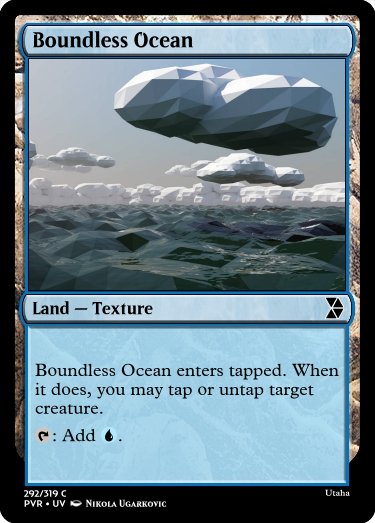 Boundless Ocean
Land — Texture
Boundless Ocean enters tapped. When
it does, you may tap or untap target
creature.
: Add .
292/319 C
PVR • UV Nikola Ugarkovic
Utaha